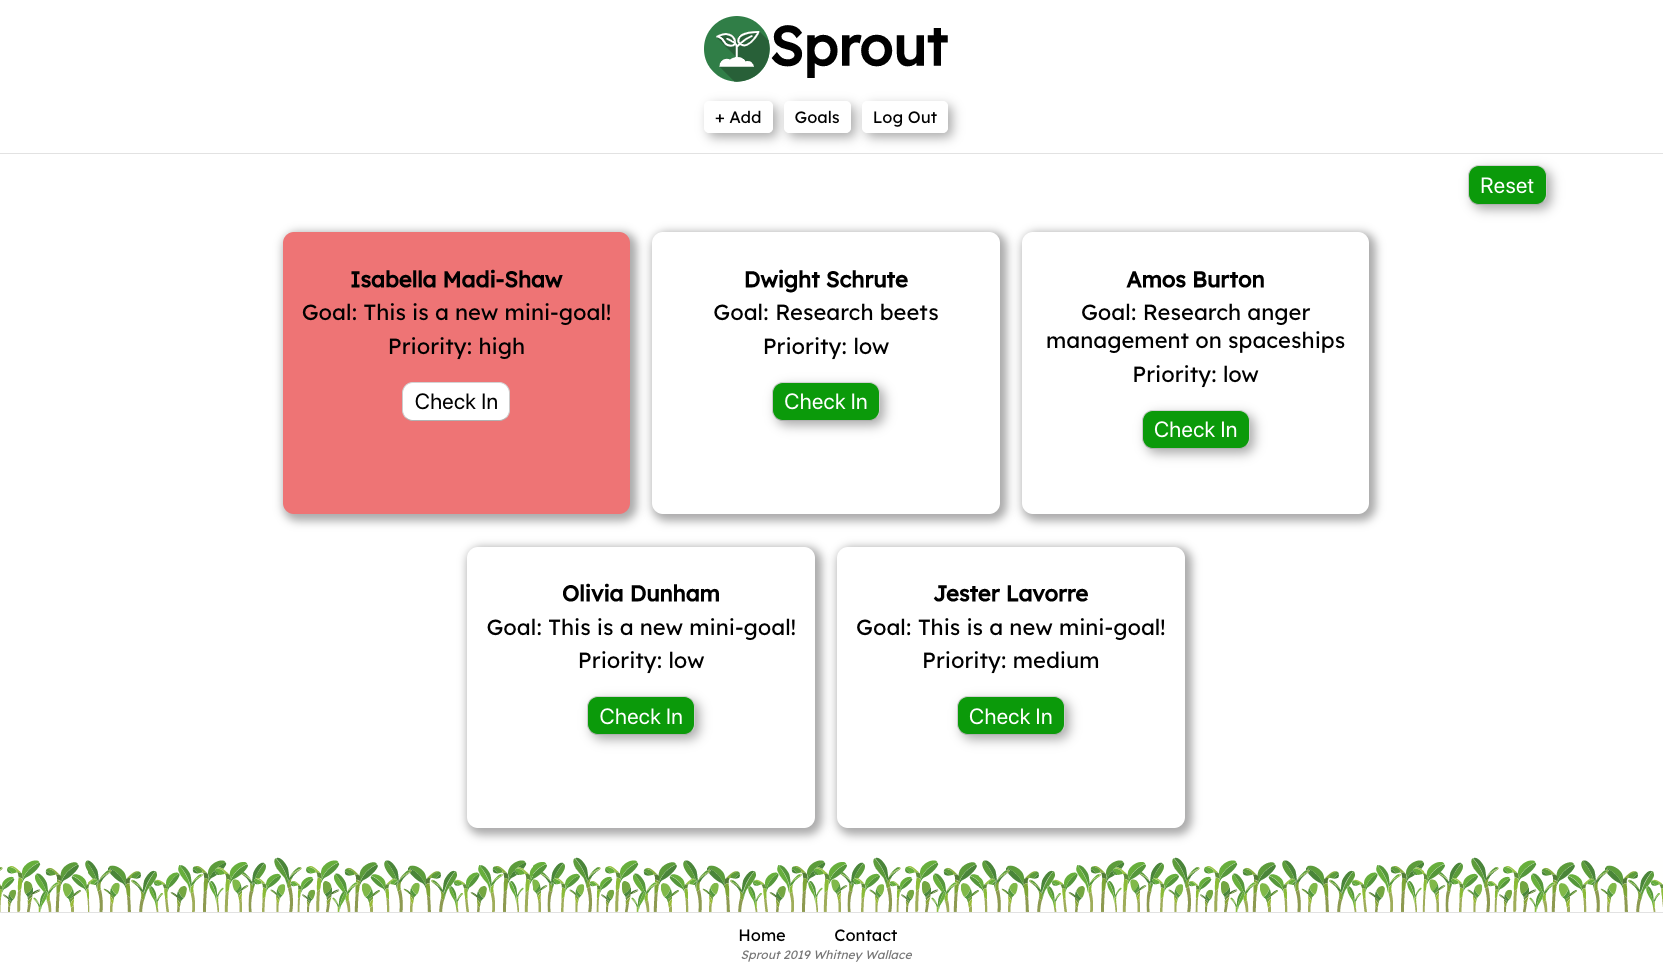 Sprout
+ Add Goals Log Out
Reset
Isabella Madi-Shaw
Goal: This is a new mini-goal!
Priority: high
Check In
Dwight Schrute
Goal: Research beets
Priority: low
Check In
Amos Burton
Goal: Research anger
management on spaceships
Priority: low
Check In
Olivia Dunham
Goal: This is a new mini-goal!
Priority: low
Check In
Jester Lavorre
Goal: This is a new mini-goal!
Priority: medium
Check In
Home Contact
Sprout 2019 Whitney Wallace